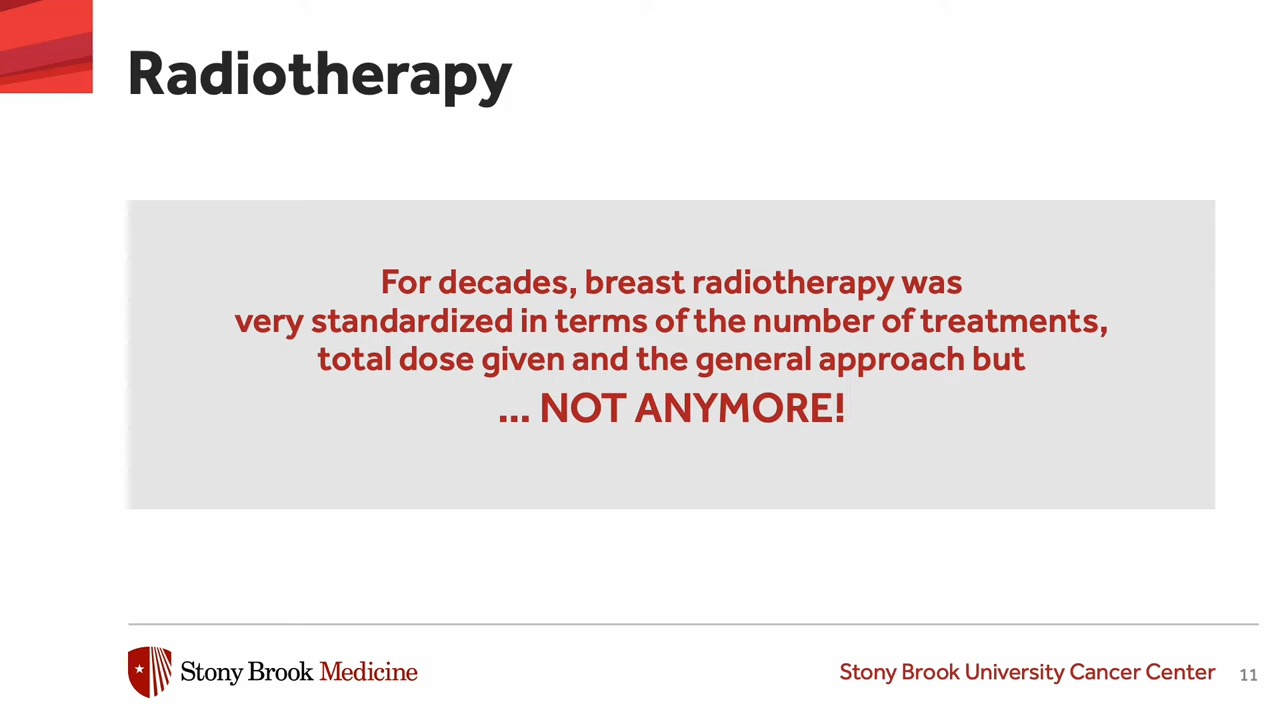 Radiotherapy
For decades, breast radiotherapy was
very standardized in terms of the number of treatments,
total dose given and the general approach but
... NOT ANYMORE!
Stony Brook Medicine
Stony Brook University Cancer Center
11